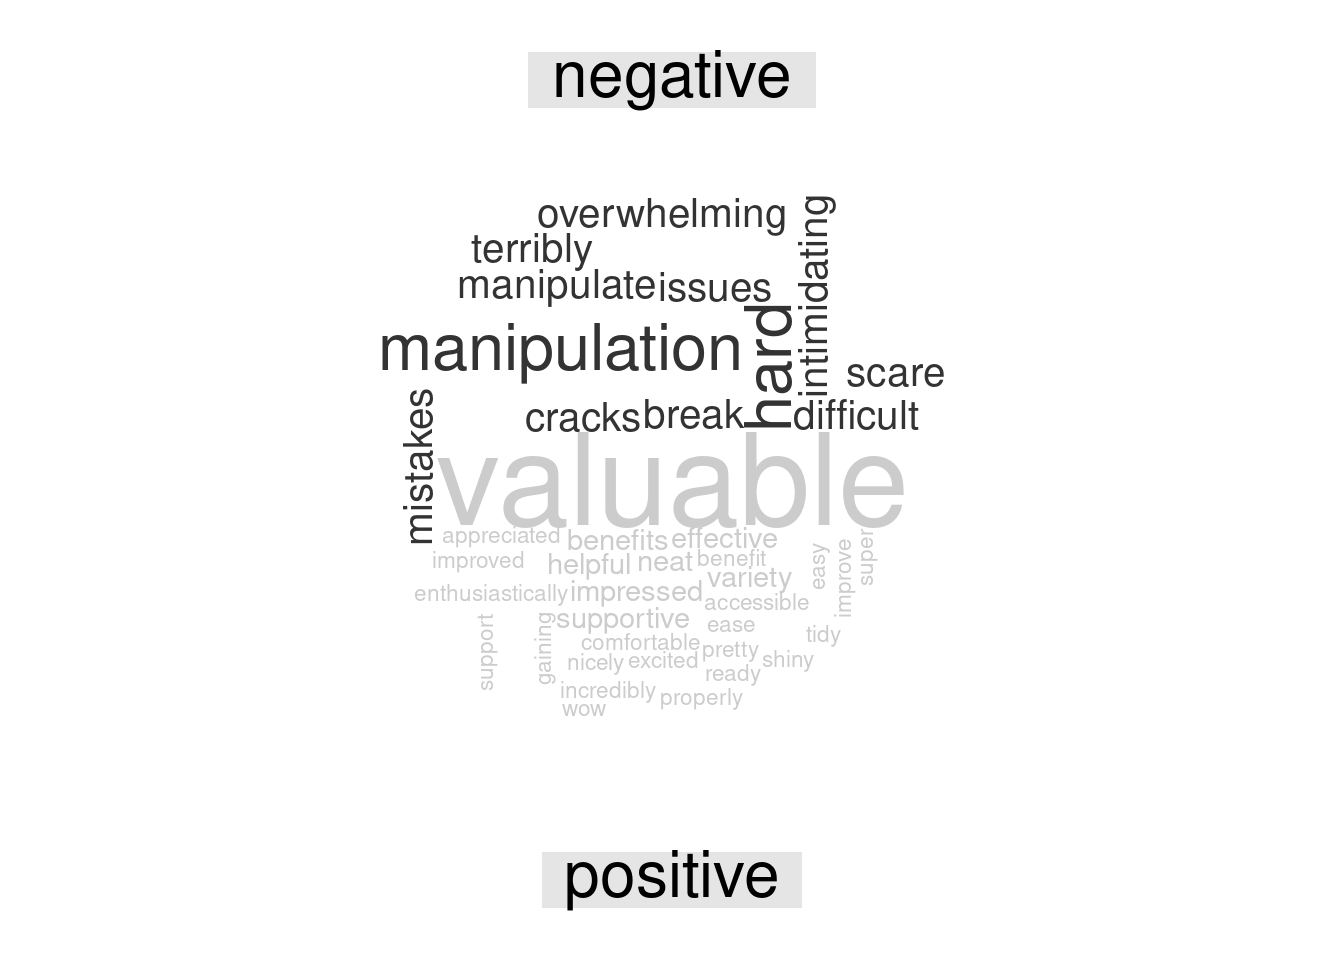 negative
overwhelming
intimidating
terribly
manipulate
issues
hard
manipulation
scare
mistakes
cracks
break
difficult
valuable
appreciated
benefits
effective
improved
helpful
neat
benefit
easy
improve
super
variety
enthusiastically
impressed
accessible
supportive
ease
support
gaining
comfortable
tidy
pretty
nicely
excited
shiny
ready
incredibly
properly
wow
positive